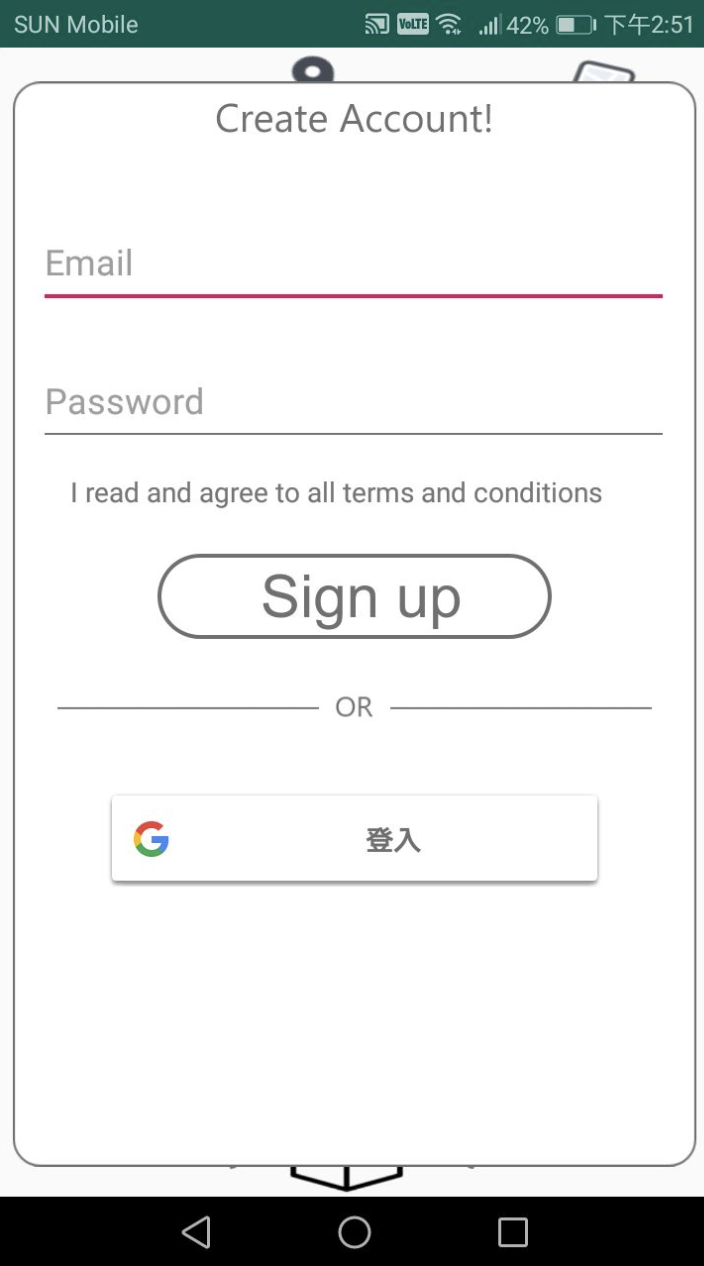 SUN Mobile VoLTE 42% 下午2:51
Create Account!
Email
Password
I read and agree to all terms and conditions
Sign up
OR
G 登入